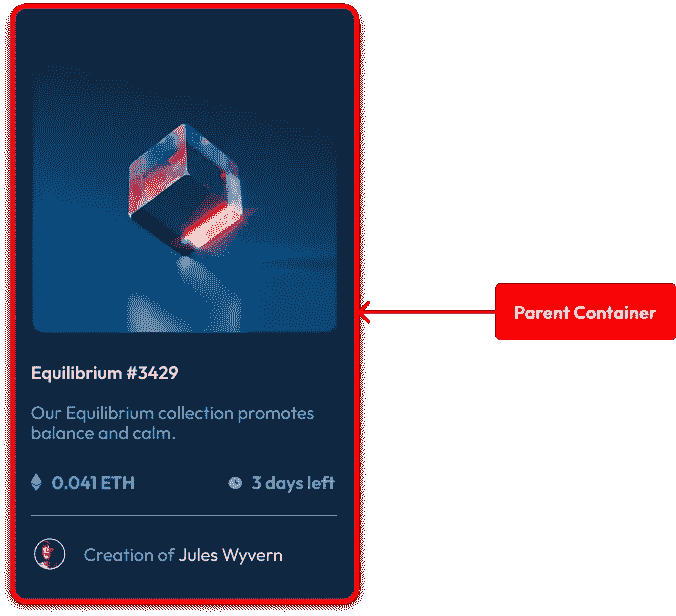 Parent Container
Equilibrium #3429
Our Equilibrium collection promotes
balance and calm.
0.041 ETH
3 days left
Creation of Jules Wyvern